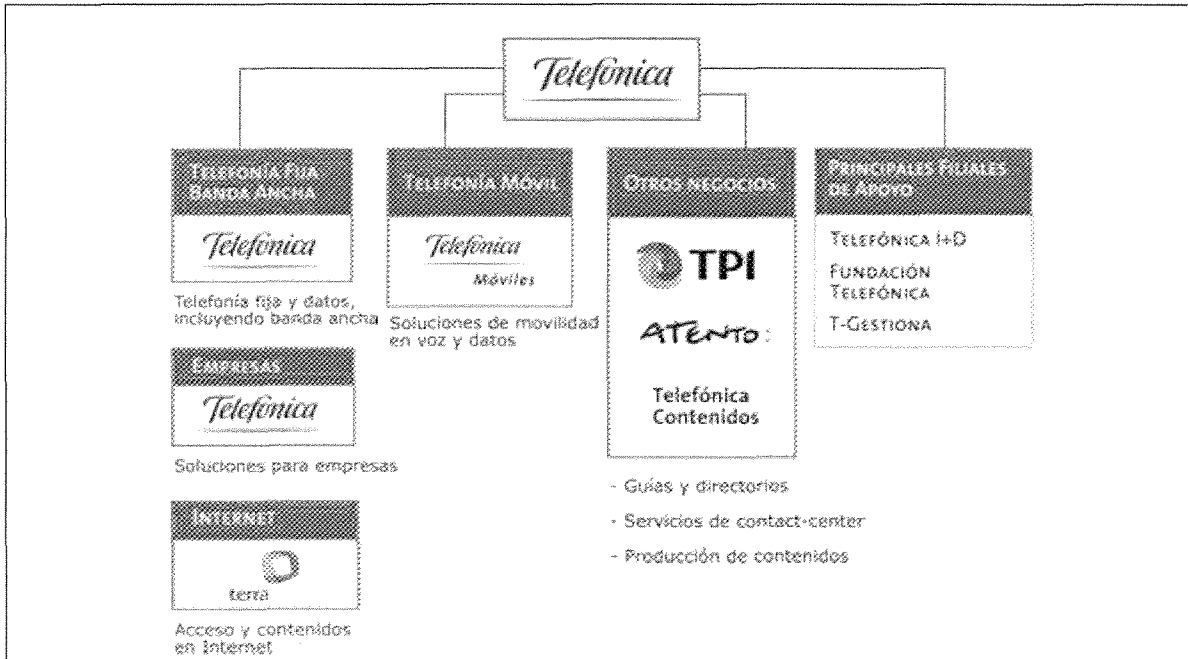 Telefónica
TELEFONÍA FIJA
BANDA ANCHA
Telefónica
Telefonía fija y datos,
incluyendo banda ancha
EMPRESAS
Telefónica
Soluciones para empresas
INTERNET
terra
Acceso y contenidos
en Internet
TELEFONÍA MÓVIL
Telefónica
Móviles
Soluciones de movilidad
en voz y datos
OTROS NEGOCIOS
TPI
ATENTO
Telefónica
Contenidos
- Guías y directorios
- Servicios de contact-center
- Producción de contenidos
PRINCIPALES FILIALES
DE APOYO
TELEFÓNICA I+D
FUNDACIÓN
TELEFÓNICA
T-GESTIONA